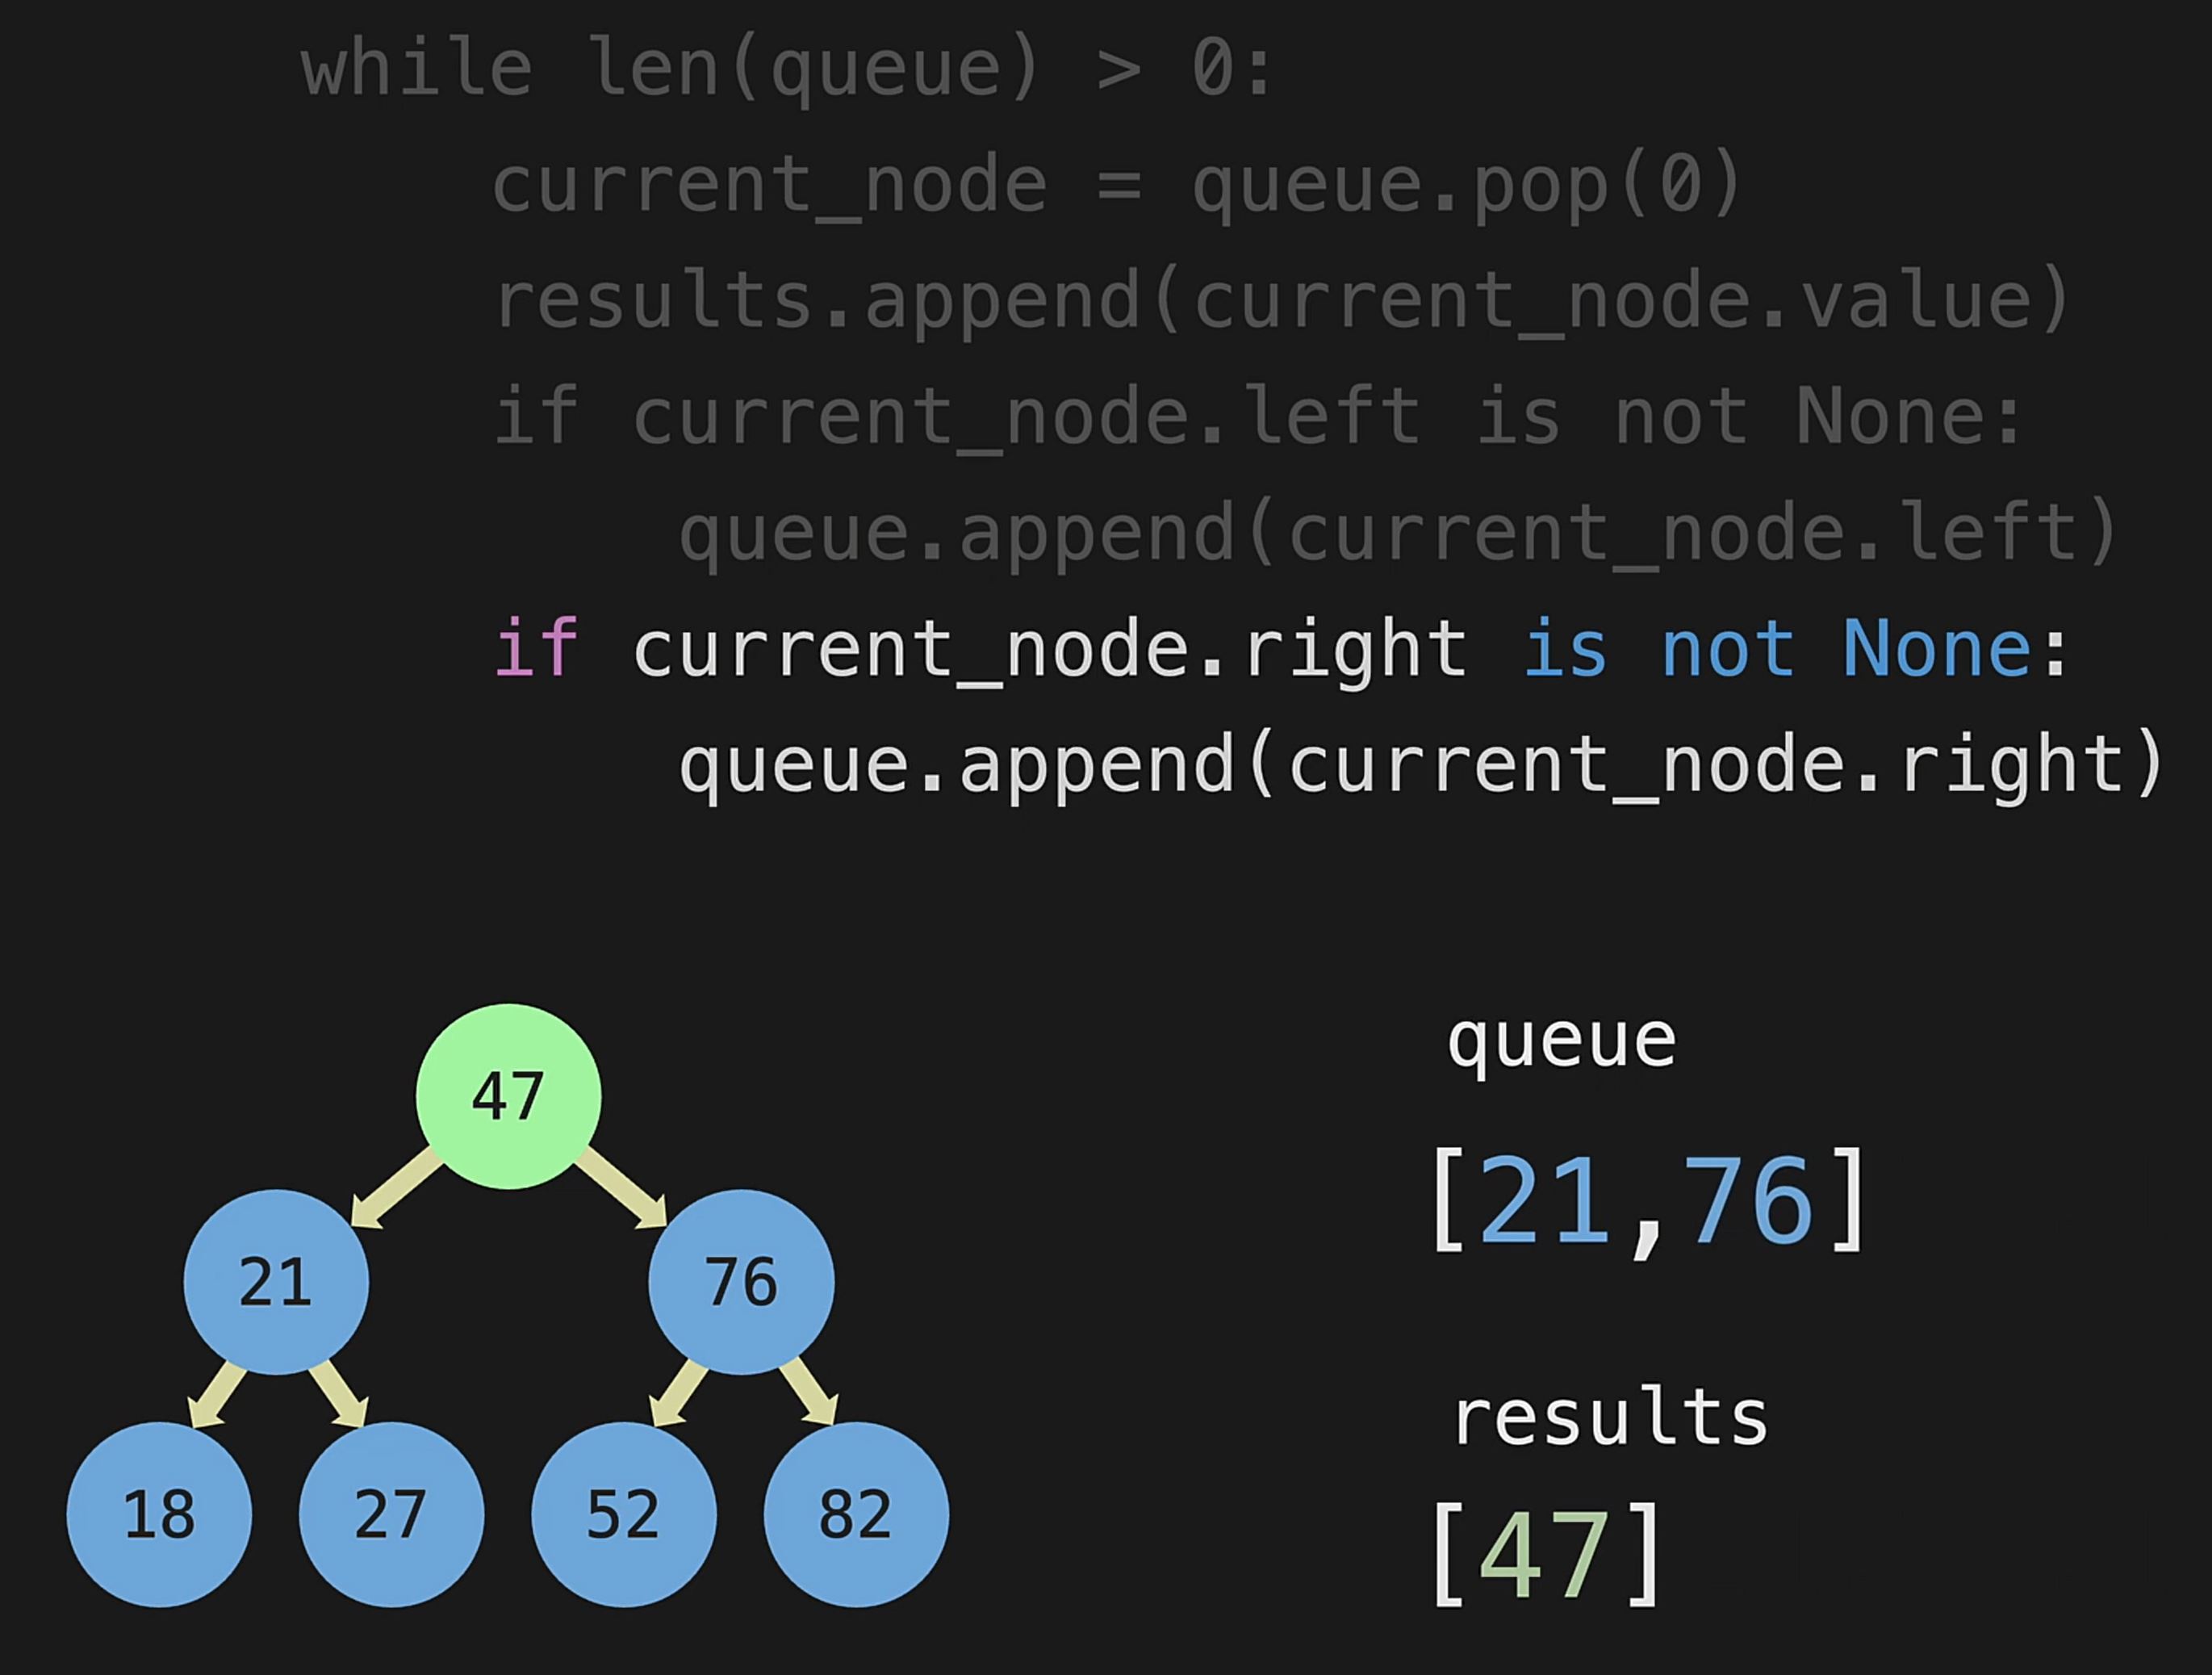 while len(queue) > 0:
current_node = queue.pop(0)
results.append(current_node.value)
if current_node.left is not None:
queue.append(current_node.left)
if current_node.right is not None:
queue.append(current_node.right)
47
21
76
18
27
52
82
queue
[21,76]
results
[47]